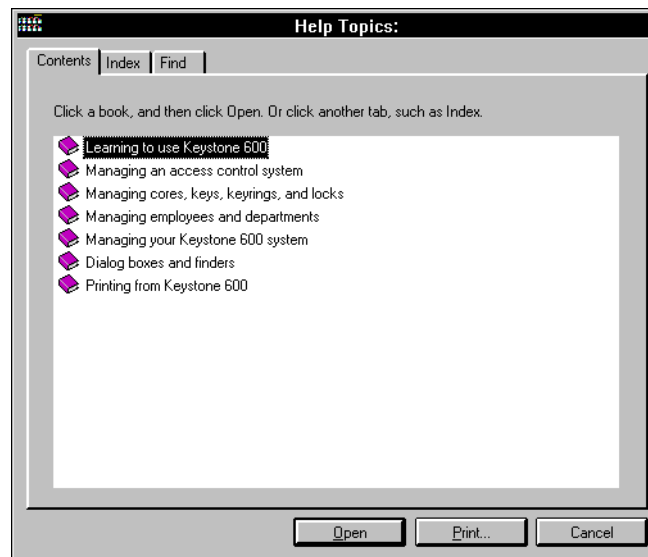 Help Topics:
Contents Index Find
Click a book, and then click Open. Or click another tab, such as Index.
Learning to use Keystone 600
Managing an access control system
Managing cores, keys, keyrings, and locks
Managing employees and departments
Managing your Keystone 600 system
Dialog boxes and finders
Printing from Keystone 600
Open Print... Cancel